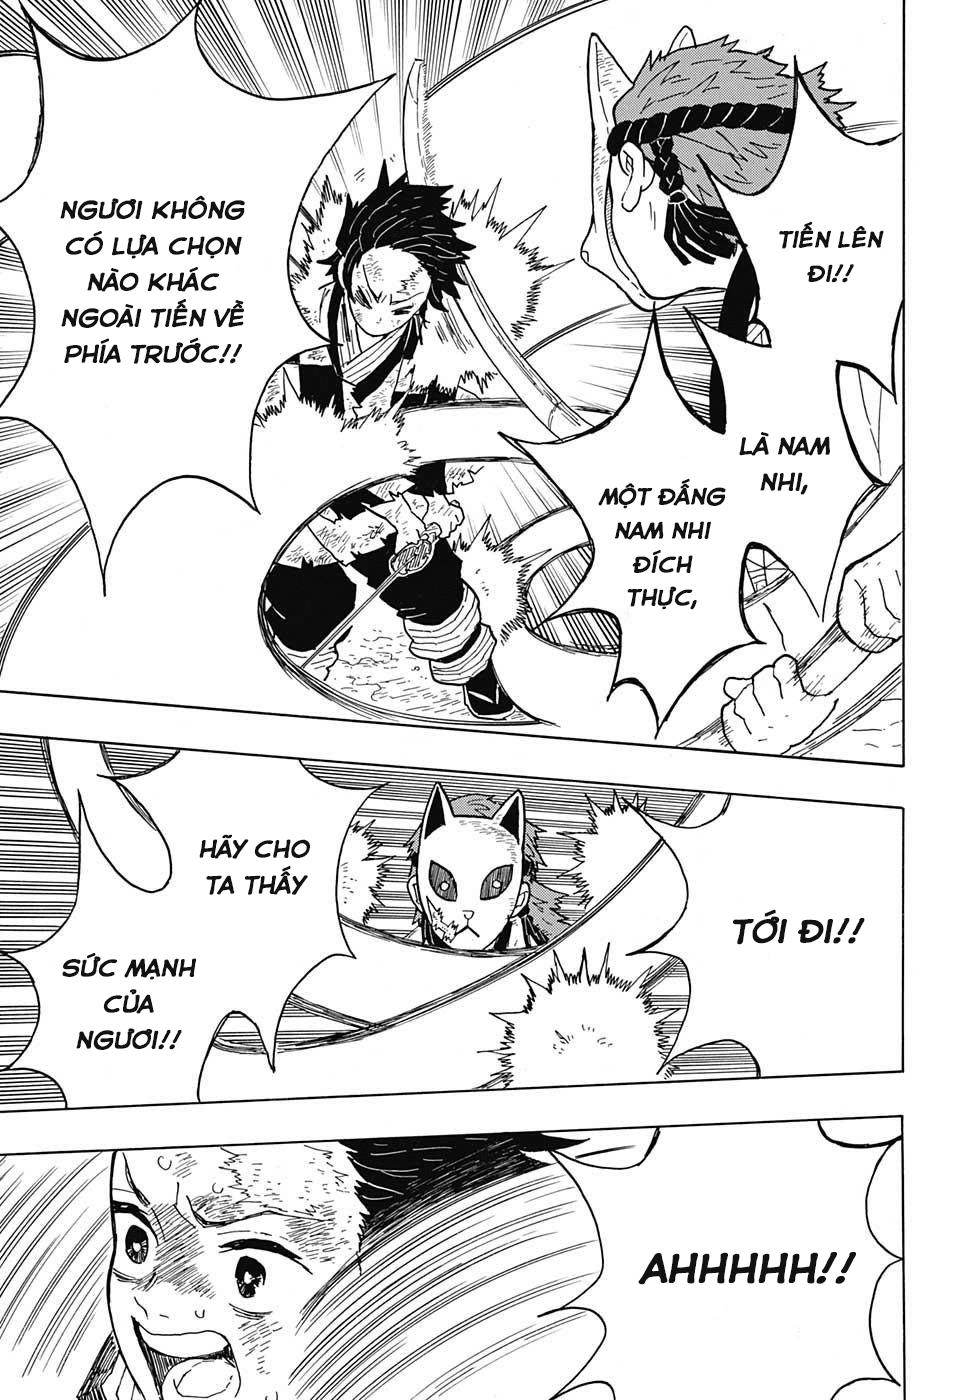 TIẾN LÊN
ĐI!!
LÀ NAM
NHI,
MỘT ĐẤNG
NAM NHI
ĐÍCH
THỰC,
NGƯƠI KHÔNG
CÓ LỰA CHỌN
NÀO KHÁC
NGOÀI TIẾN VỀ
PHÍA TRƯỚC!!
TỚI ĐI!!
HÃY CHO
TA THẤY
SỨC MẠNH
CỦA
NGƯƠI!!
AHHHHH!!